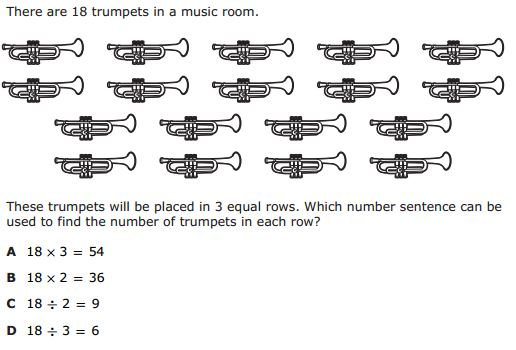 There are 18 trumpets in a music room.
These trumpets will be placed in 3 equal rows. Which number sentence can be
used to find the number of trumpets in each row?
A 18 × 3 = 54
B 18 × 2 = 36
C 18 ÷ 2 = 9
D 18 ÷ 3 = 6